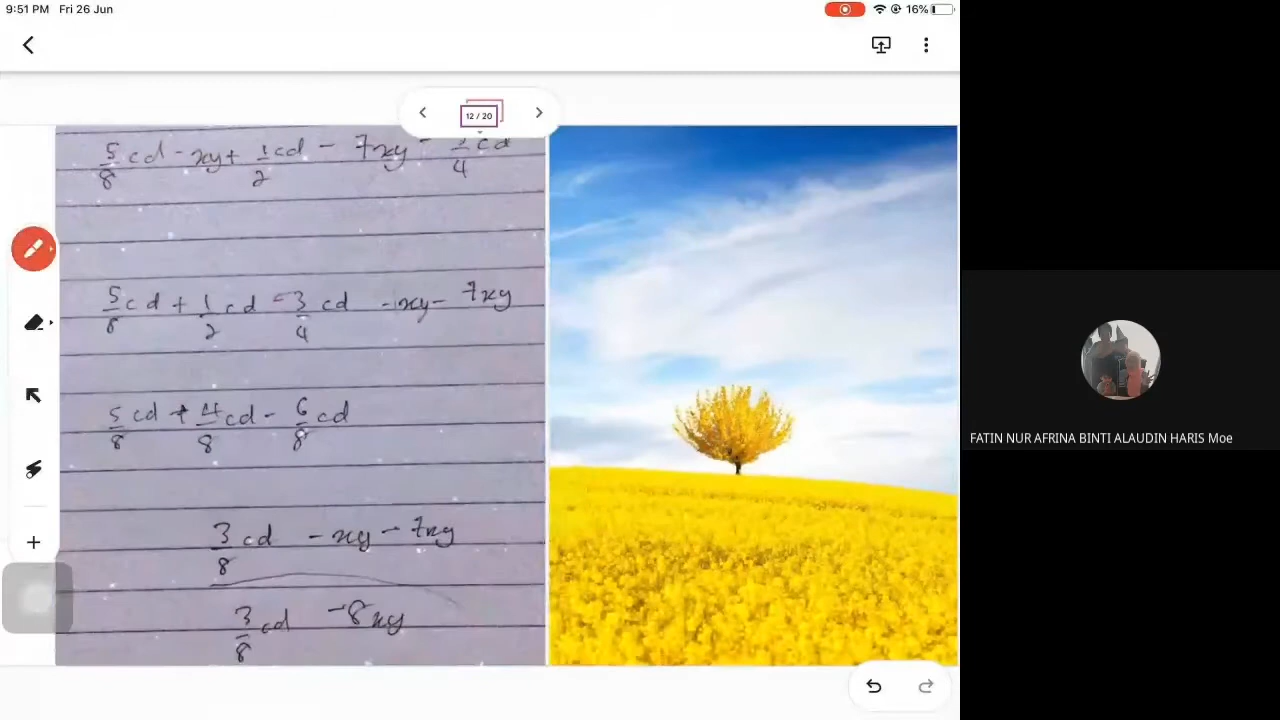 9:51 PM Fri 26 Jun
16%
12 / 20
5/8 cd - xy + 1/2 cd - 7xy - 3/4 cd
5/8 cd + 1/2 cd - 3/4 cd - xy - 7xy
5/8 cd + 4/8 cd - 6/8 cd
3/8 cd - xy - 7xy
3/8 cd - 8xy
FATIN NUR AFRINA BINTI ALAUDIN HARIS Moe